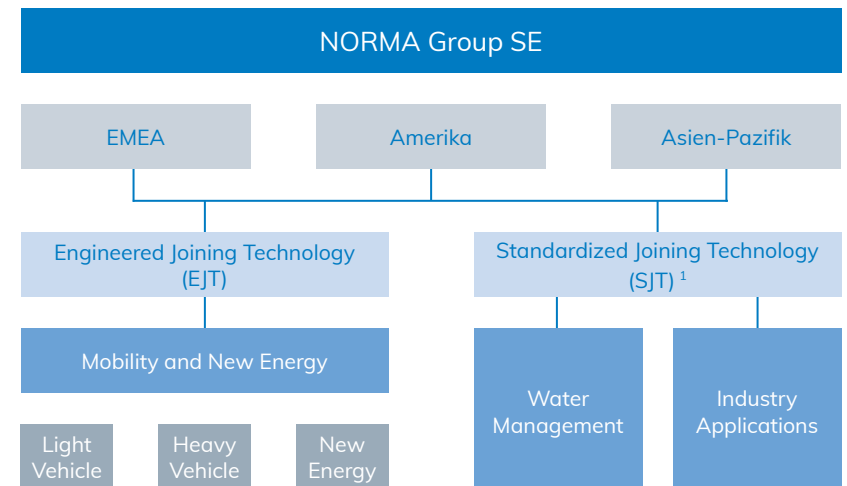 NORMA Group SE
EMEA
Amerika
Asien-Pazifik
Engineered Joining Technology
(EJT)
Standardized Joining Technology
(SJT) ¹
Mobility and New Energy
Water
Management
Industry
Applications
Light
Vehicle
Heavy
Vehicle
New
Energy